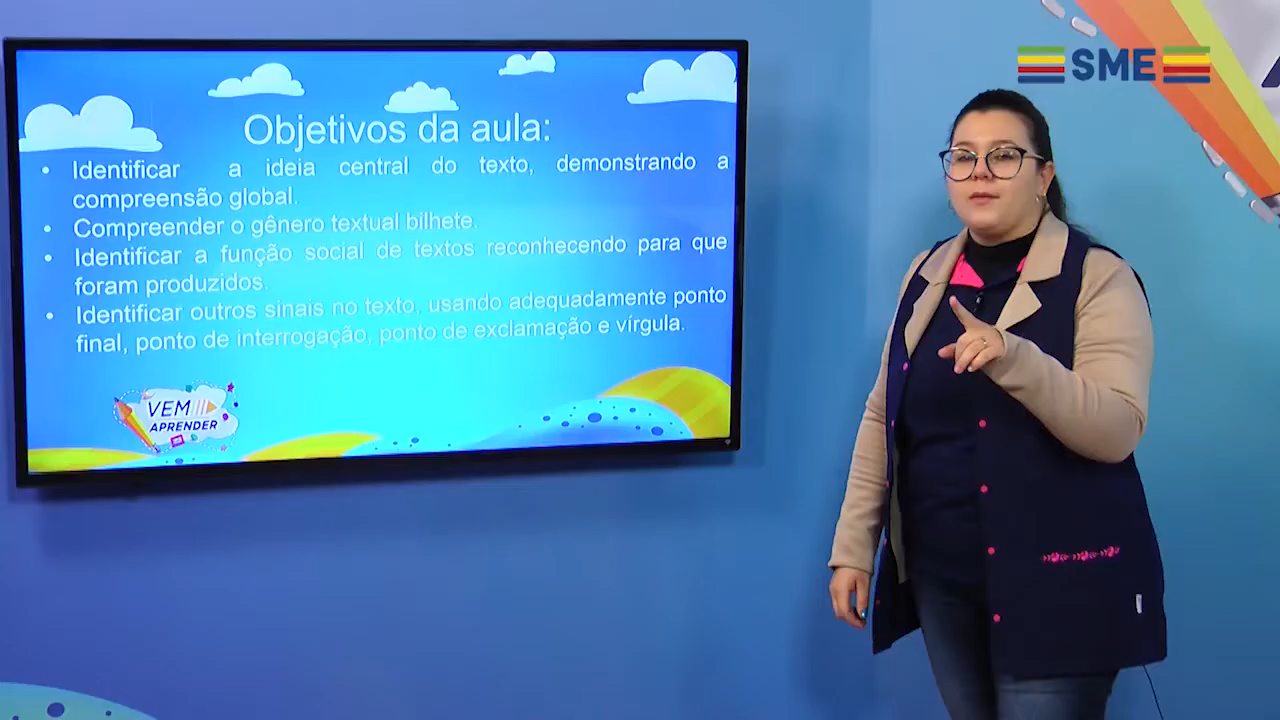 SME
Objetivos da aula:
• Identificar a ideia central do texto, demonstrando a
compreensão global.
• Compreender o gênero textual bilhete.
• Identificar a função social de textos reconhecendo para que
foram produzidos.
• Identificar outros sinais no texto, usando adequadamente ponto
final, ponto de interrogação, ponto de exclamação e vírgula.
VEM
APRENDER